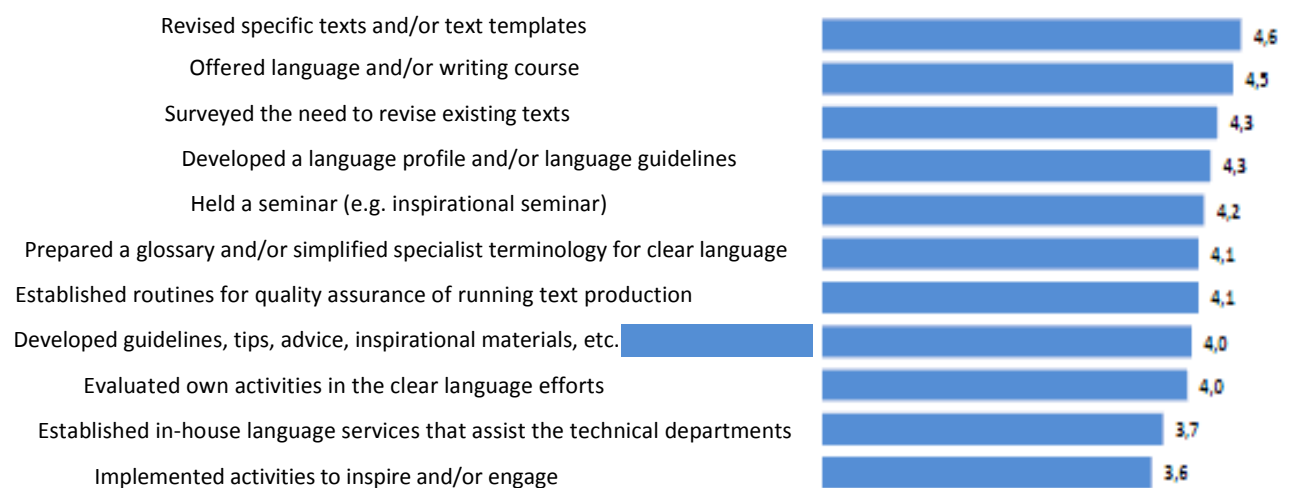 Revised specific texts and/or text templates 4,6
Offered language and/or writing course 4,5
Surveyed the need to revise existing texts 4,3
Developed a language profile and/or language guidelines 4,3
Held a seminar (e.g. inspirational seminar) 4,2
Prepared a glossary and/or simplified specialist terminology for clear language 4,1
Established routines for quality assurance of running text production 4,1
Developed guidelines, tips, advice, inspirational materials, etc. 4,0
Evaluated own activities in the clear language efforts 4,0
Established in-house language services that assist the technical departments 3,7
Implemented activities to inspire and/or engage 3,6